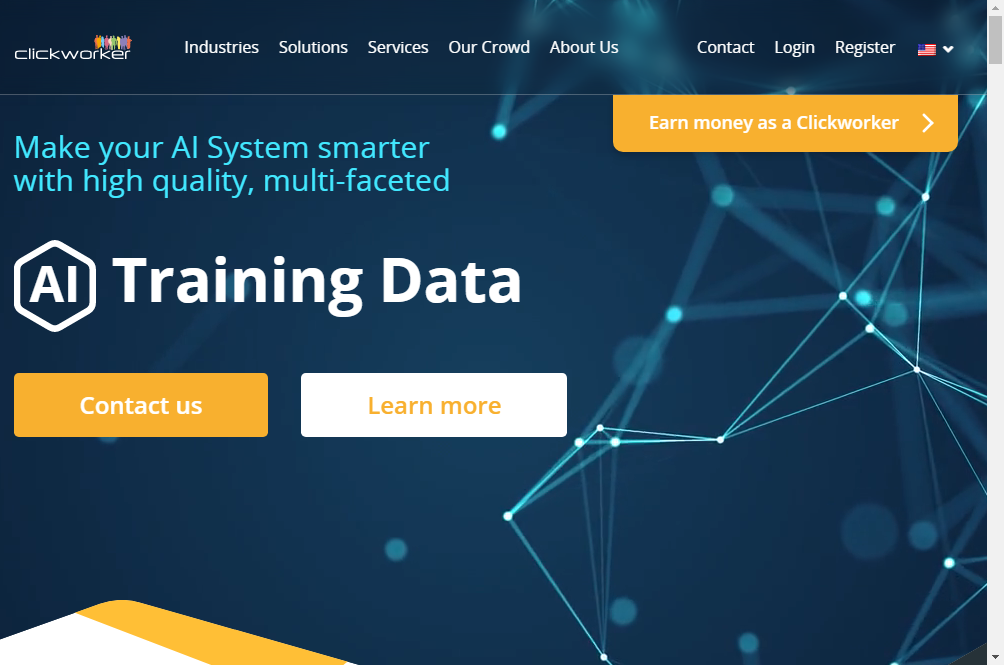 clickworker
Industries Solutions Services Our Crowd About Us Contact Login Register
Earn money as a Clickworker
Make your AI System smarter
with high quality, multi-faceted
AI Training Data
Contact us Learn more